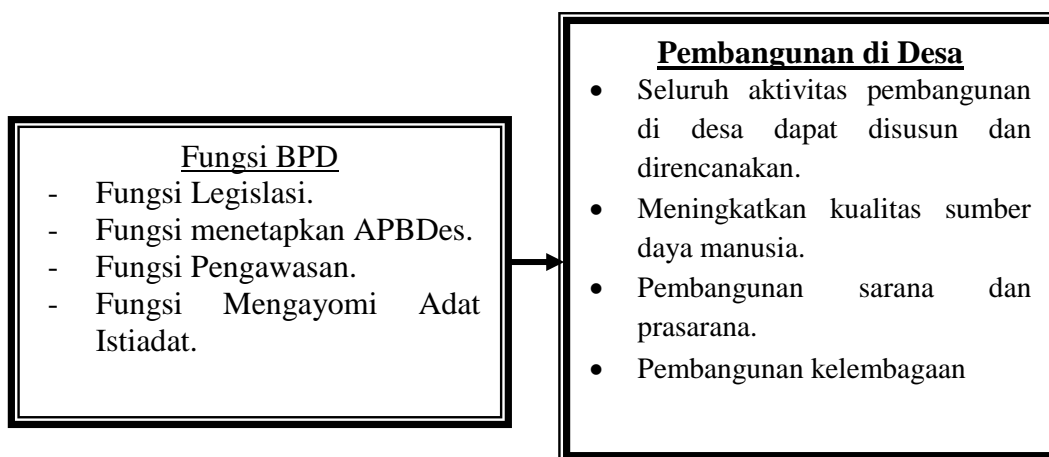 Fungsi BPD
- Fungsi Legislasi.
- Fungsi menetapkan APBDes.
- Fungsi Pengawasan.
- Fungsi Mengayomi Adat
Istiadat.
Pembangunan di Desa
• Seluruh aktivitas pembangunan
di desa dapat disusun dan
direncanakan.
• Meningkatkan kualitas sumber
daya manusia.
• Pembangunan sarana dan
prasarana.
• Pembangunan kelembagaan